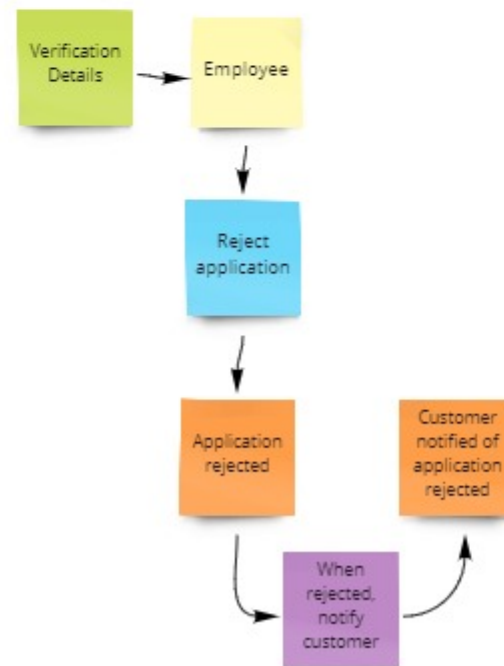 Verification
Details
Employee
Reject
application
Application
rejected
Customer
notified of
application
rejected
When
rejected,
notify
customer